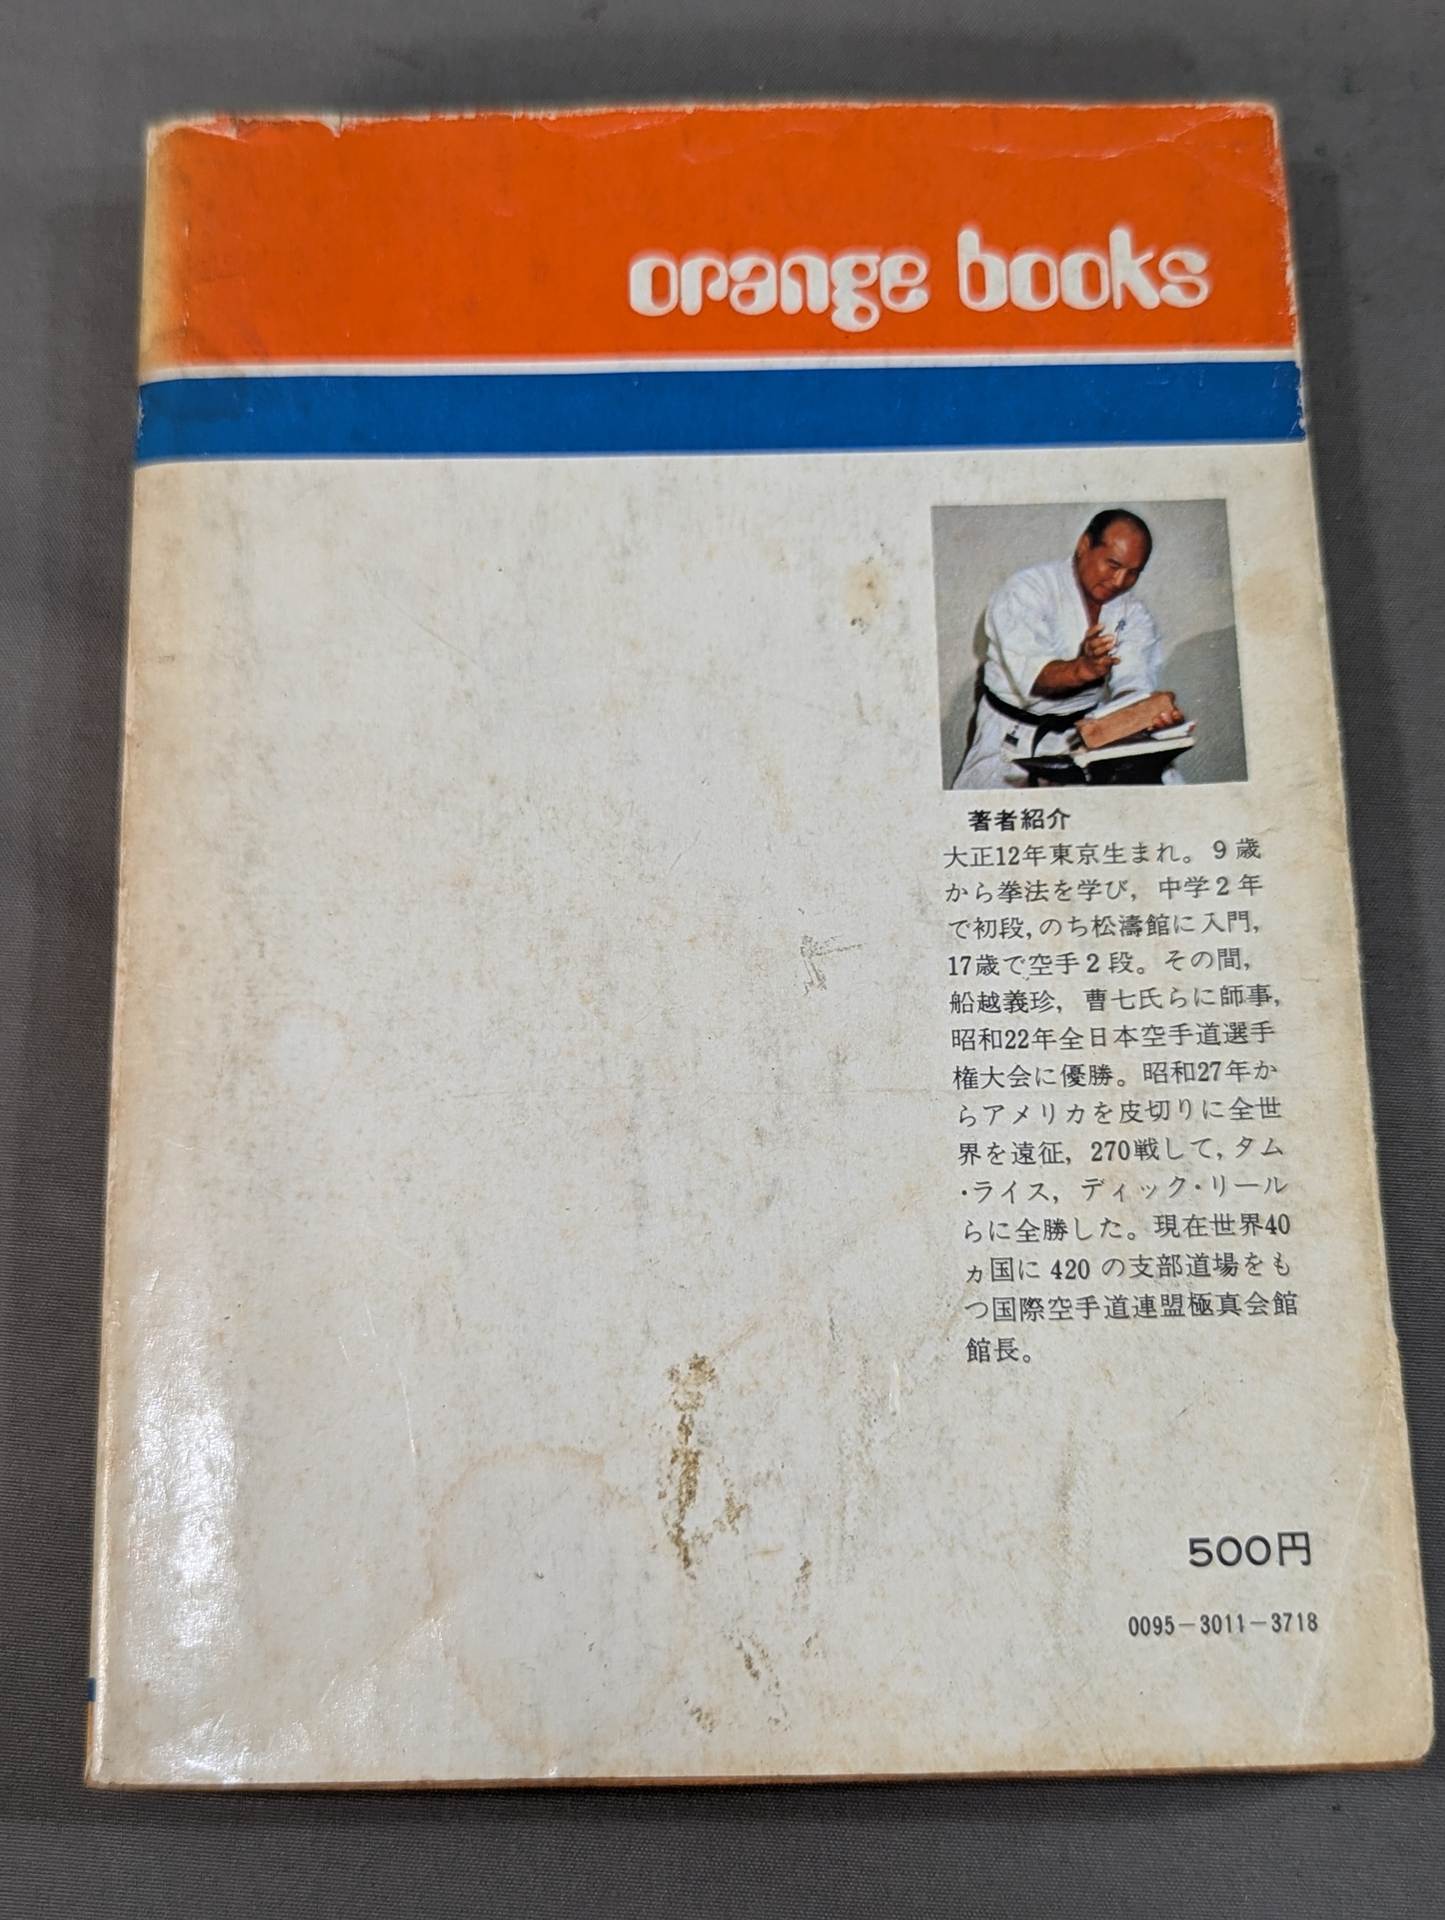 orange books
著者紹介
大正12年東京生まれ。9歳
から拳法を学び，中学2年
で初段，のち松濤館に入門，
17歳で空手2段。その間，
船越義珍，曹七氏らに師事，
昭和22年全日本空手道選手
権大会に優勝。昭和27年か
らアメリカを皮切りに全世
界を遠征，270戦して，タム
・ライス，ディック・リール
らに全勝した。現在世界40
ヵ国に420の支部道場をも
つ国際空手道連盟極真会館
館長。
500円
0095－3011－3718